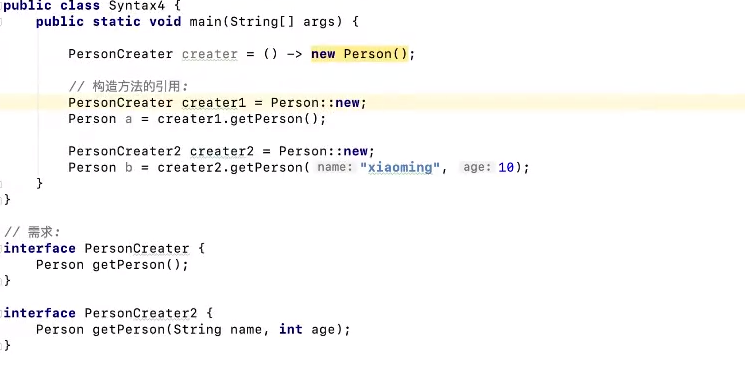 public class Syntax4 {
    public static void main(String[] args) {
        PersonCreater creater = () -> new Person();
        // 构造方法的引用:
        PersonCreater creater1 = Person::new;
        Person a = creater1.getPerson();
        PersonCreater2 creater2 = Person::new;
        Person b = creater2.getPerson( name: "xiaoming", age: 10);
    }
}
// 需求:
interface PersonCreater {
    Person getPerson();
}
interface PersonCreater2 {
    Person getPerson(String name, int age);
}